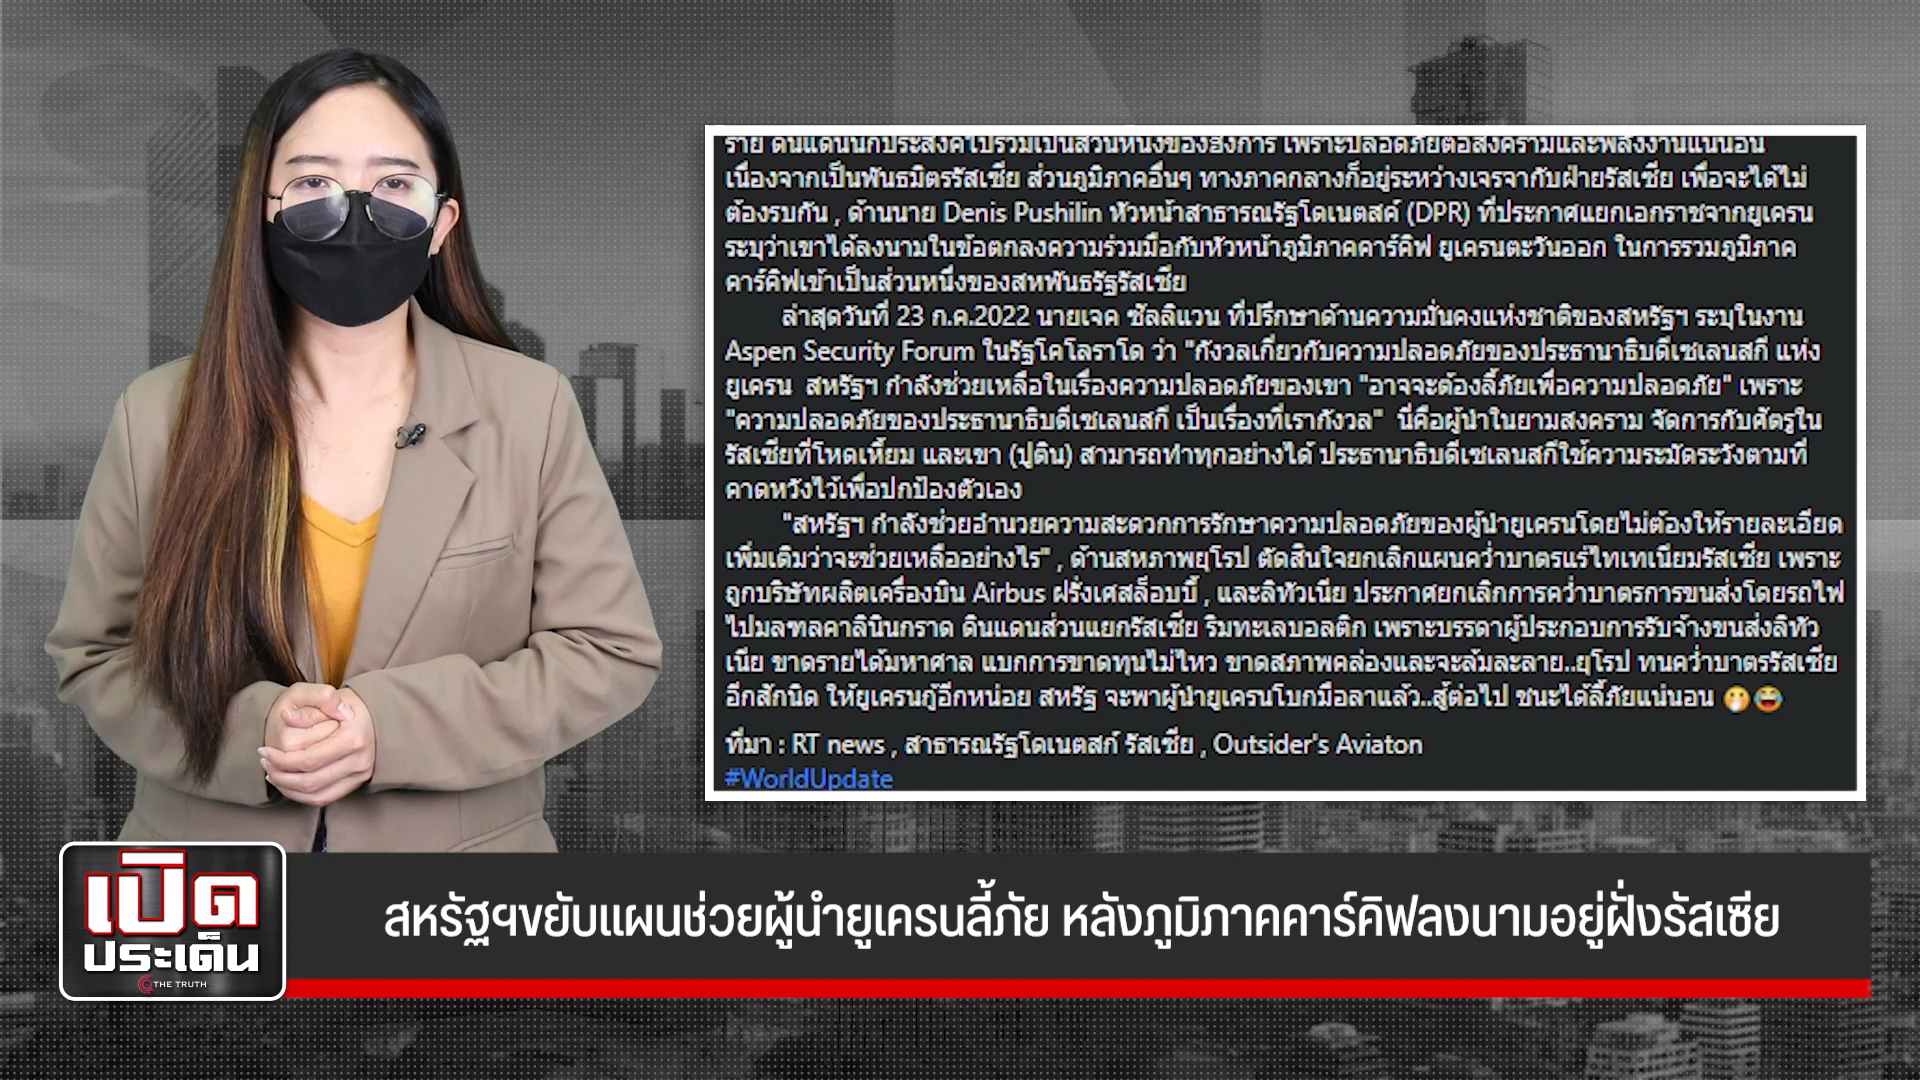 ราย ดินแดนนี้ก็ประสงค์ไปรวมเป็นส่วนหนึ่งของฮังการี เพราะปลอดภัยต่อสงครามและพลังงานแน่นอน
เนื่องจากเป็นพันธมิตรรัสเซีย ส่วนภูมิภาคอื่นๆ ทางภาคกลางก็อยู่ระหว่างเจรจากับฝ่ายรัสเซีย เพื่อจะได้ไม่
ต้องรบกัน , ด้านนาย Denis Pushilin หัวหน้าสาธารณรัฐโดเนตสค์ (DPR) ที่ประกาศแยกเอกราชจากยูเครน
ระบุว่าเขาได้ลงนามในข้อตกลงความร่วมมือกับหัวหน้าภูมิภาคคาร์คิฟ ยูเครนตะวันออก ในการรวมภูมิภาค
คาร์คิฟเข้าเป็นส่วนหนึ่งของสหพันธรัฐรัสเซีย
ล่าสุดวันที่ 23 ก.ค.2022 นายเจค ซัลลิแวน ที่ปรึกษาด้านความมั่นคงแห่งชาติของสหรัฐฯ ระบุในงาน
Aspen Security Forum ในรัฐโคโลราโด ว่า "กังวลเกี่ยวกับความปลอดภัยของประธานาธิบดีเซเลนสกี แห่ง
ยูเครน สหรัฐฯ กำลังช่วยเหลือในเรื่องความปลอดภัยของเขา "อาจจะต้องลี้ภัยเพื่อความปลอดภัย" เพราะ
"ความปลอดภัยของประธานาธิบดีเซเลนสกี เป็นเรื่องที่เรากังวล" นี่คือผู้นำในยามสงคราม จัดการกับศัตรูใน
รัสเซียที่โหดเหี้ยม และเขา (ปูติน) สามารถทำทุกอย่างได้ ประธานาธิบดีเซเลนสกีใช้ความระมัดระวังตามที่
คาดหวังไว้เพื่อปกป้องตัวเอง
"สหรัฐฯ กำลังช่วยอำนวยความสะดวกการรักษาความปลอดภัยของผู้นำยูเครนโดยไม่ต้องให้รายละเอียด
เพิ่มเติมว่าจะช่วยเหลืออย่างไร" , ด้านสหภาพยุโรป ตัดสินใจยกเลิกแผนคว่ำบาตรแร่ไทเทเนียมรัสเซีย เพราะ
ถูกบริษัทผลิตเครื่องบิน Airbus ฝรั่งเศสล็อบบี้ , และลิทัวเนีย ประกาศยกเลิกการคว่ำบาตรการขนส่งโดยรถไฟ
ไปมลฑลคาลินินกราด ดินแดนส่วนแยกรัสเซีย ริมทะเลบอลติก เพราะบรรดาผู้ประกอบการรับจ้างขนส่งลิทัว
เนีย ขาดรายได้มหาศาล แบกการขาดทุนไม่ไหว ขาดสภาพคล่องและจะล้มละลาย..ยุโรป ทนคว่ำบาตรรัสเซีย
อีกสักนิด ให้ยูเครนกู้อีกหน่อย สหรัฐ จะพาผู้นำยูเครนโบกมือลาแล้ว..สู้ต่อไป ชนะได้ลี้ภัยแน่นอน 🤭😂
ที่มา : RT news , สาธารณรัฐโดเนตสก์ รัสเซีย , Outsider's Aviaton
#WorldUpdate
เปิด
ประเด็น
THE TRUTH
สหรัฐฯขยับแผนช่วยผู้นำยูเครนลี้ภัย หลังภูมิภาคคาร์คิฟลงนามอยู่ฝั่งรัสเซีย